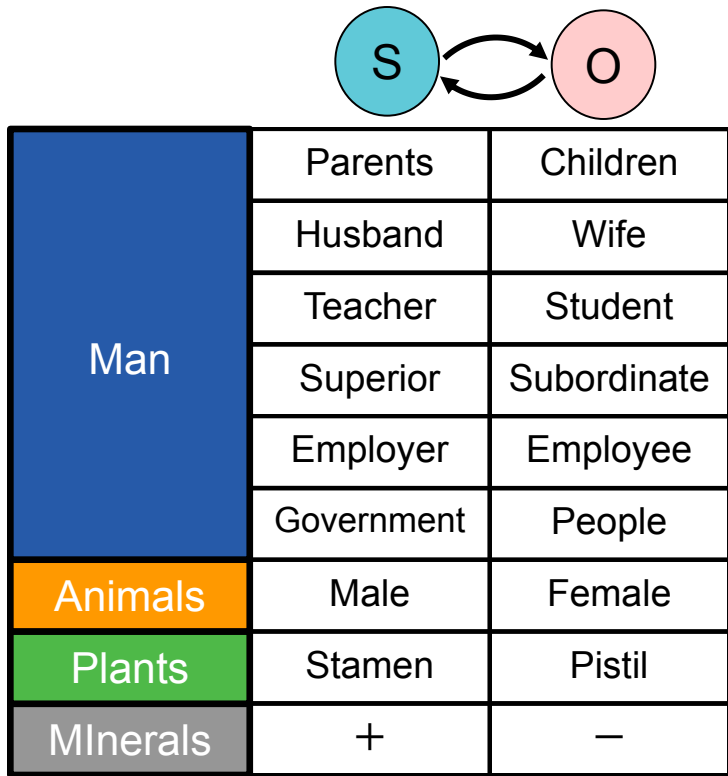 S O
Parents Children
Husband Wife
Teacher Student
Man Superior Subordinate
Employer Employee
Government People
Animals Male Female
Plants Stamen Pistil
MInerals + −